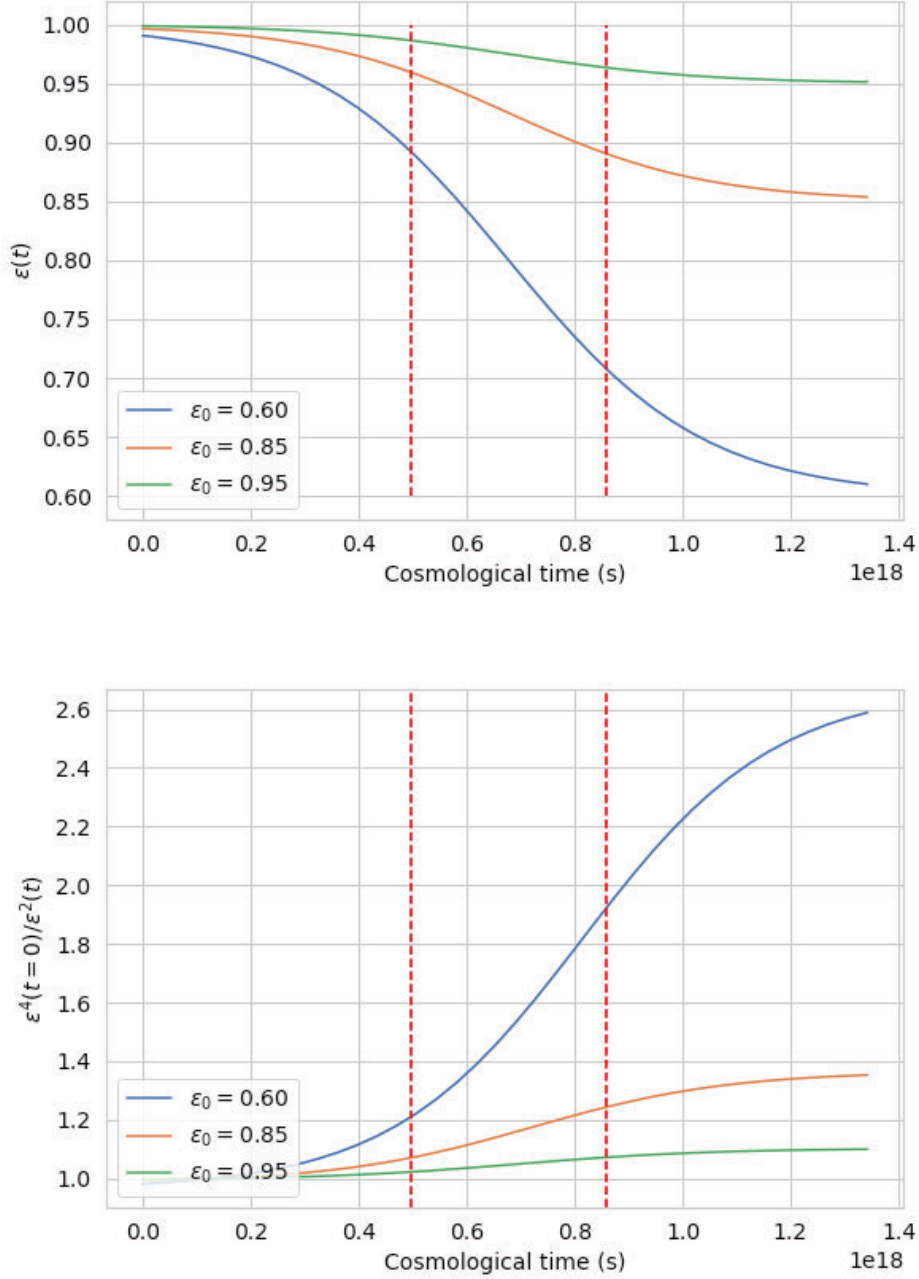 1.00
0.95
0.90
0.85
0.80
0.75
0.70
0.65
0.60
ε(t)
ε₀ = 0.60
ε₀ = 0.85
ε₀ = 0.95
0.0 0.2 0.4 0.6 0.8 1.0 1.2 1.4
Cosmological time (s)
1e18
2.6
2.4
2.2
2.0
1.8
1.6
1.4
1.2
1.0
ε⁴(t = 0)/ε²(t)
ε₀ = 0.60
ε₀ = 0.85
ε₀ = 0.95
0.0 0.2 0.4 0.6 0.8 1.0 1.2 1.4
Cosmological time (s)
1e18